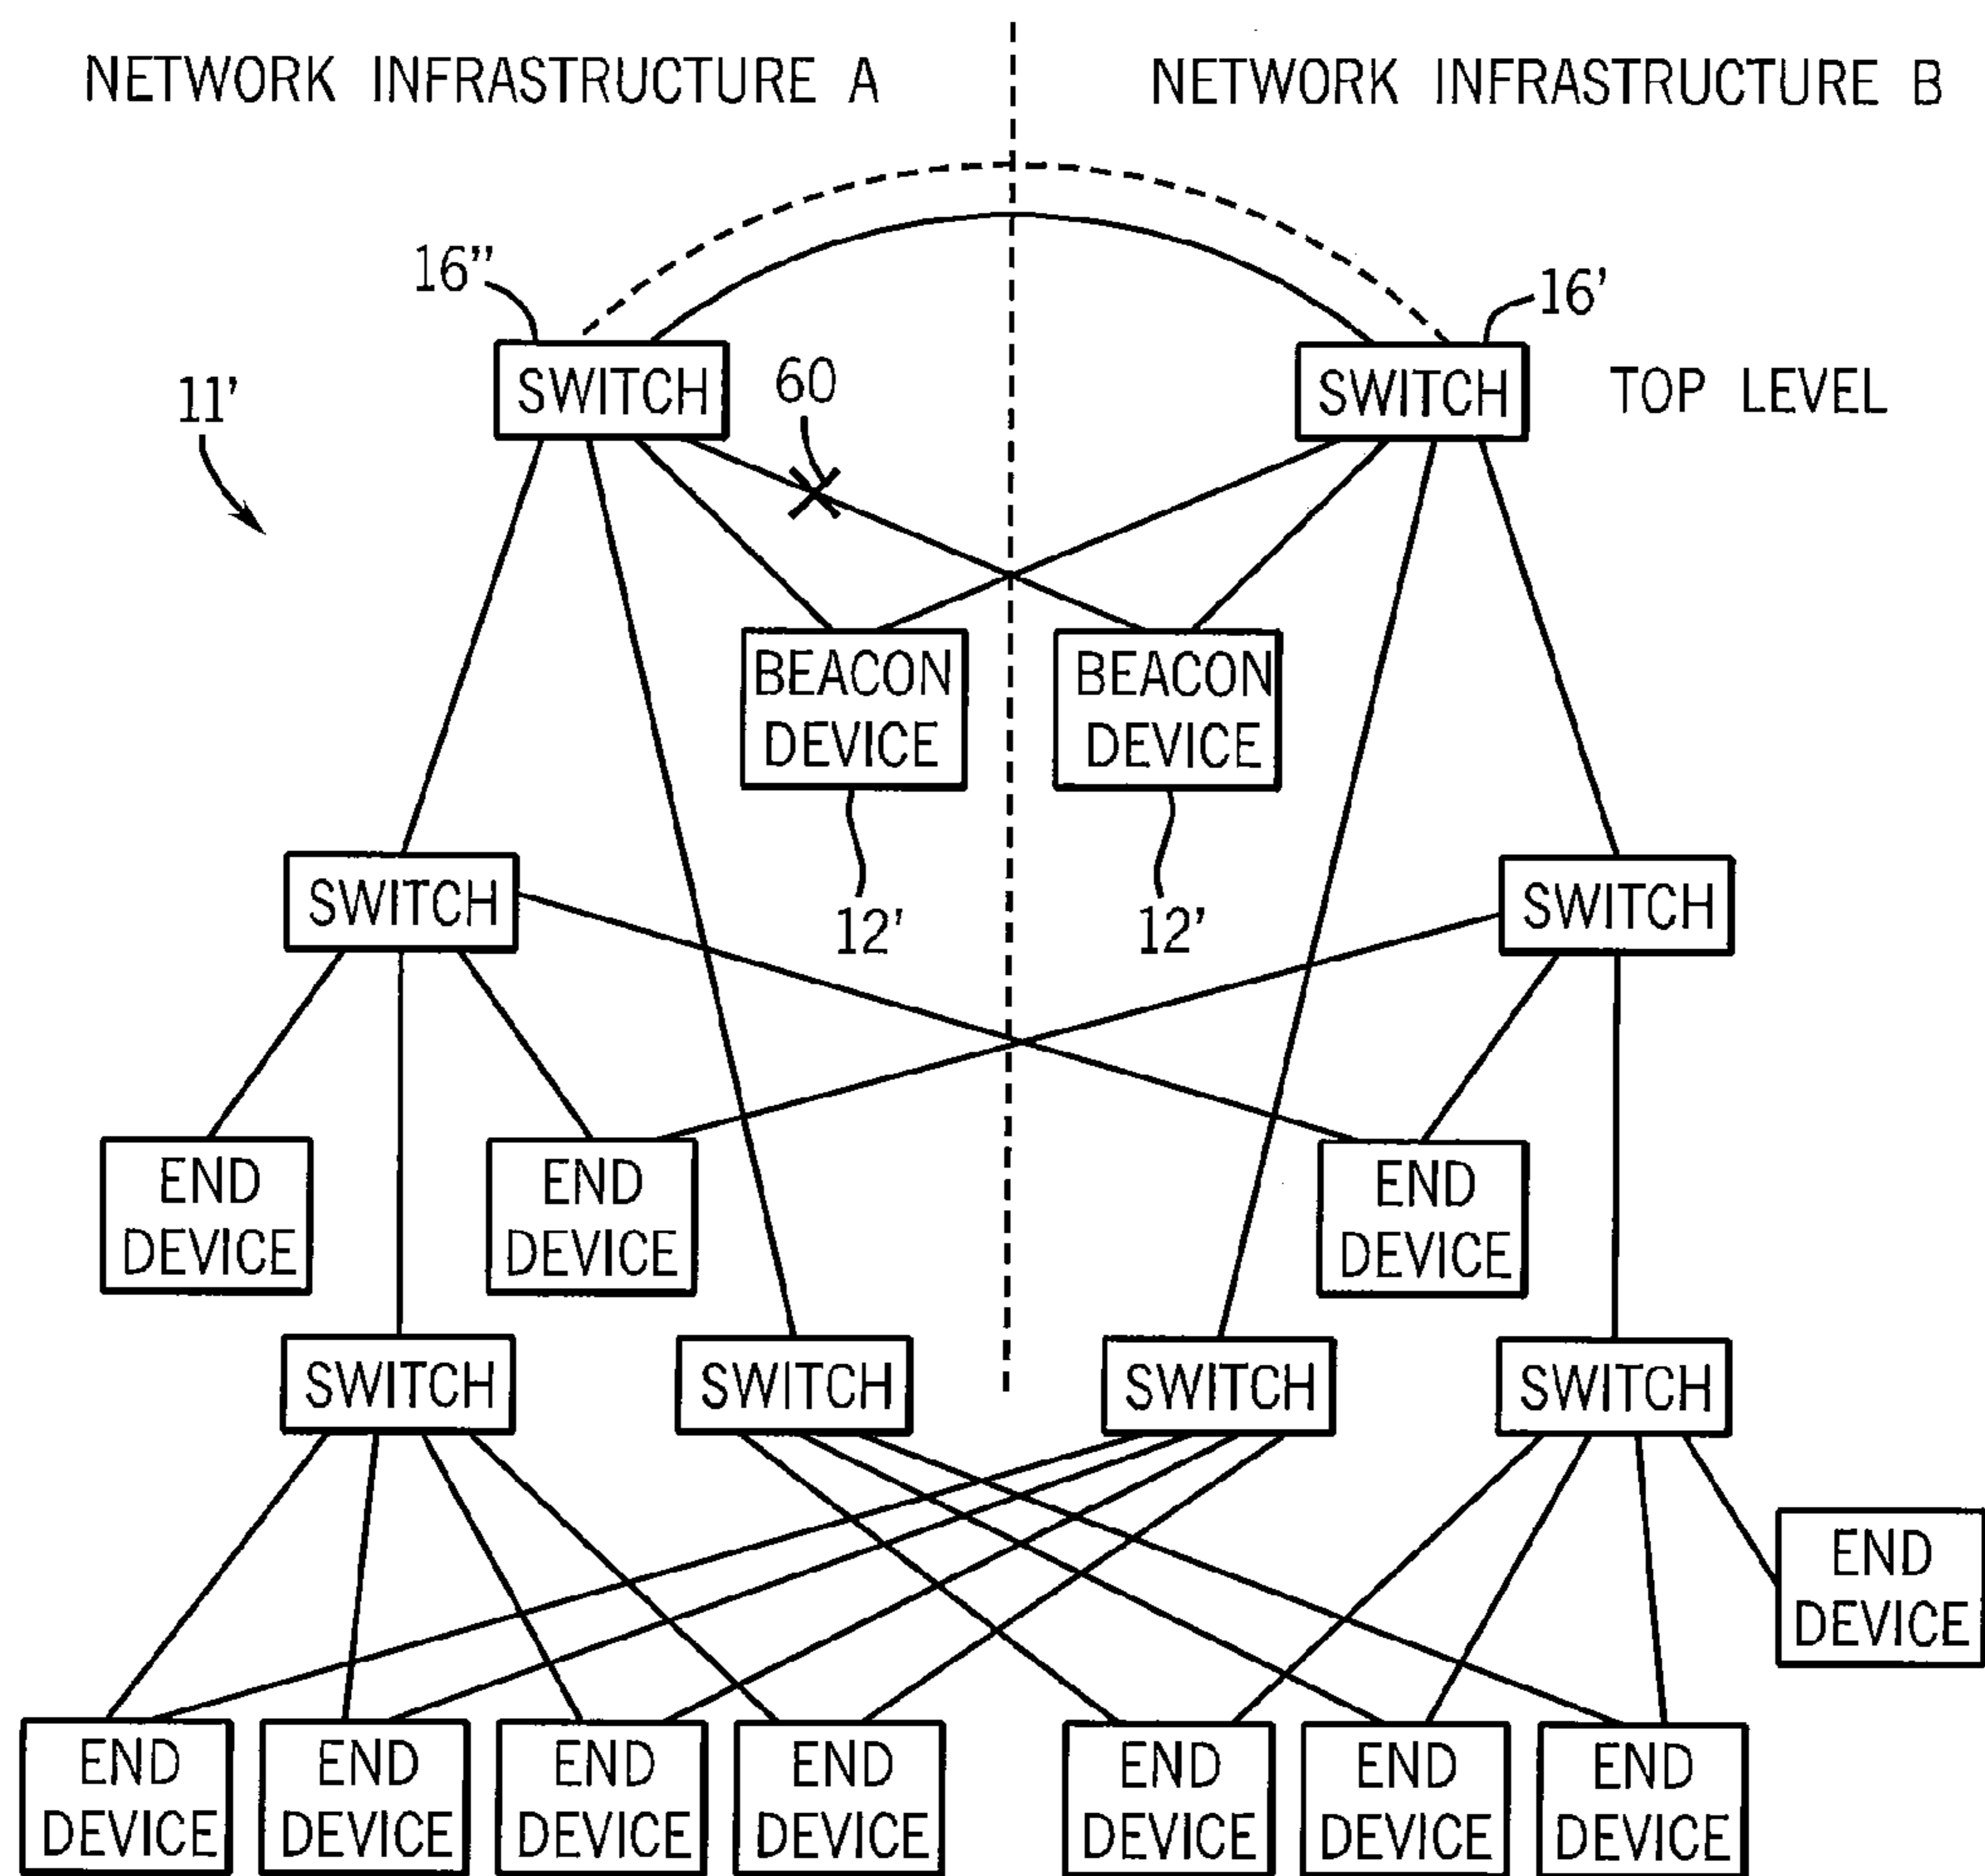 NETWORK INFRASTRUCTURE A
NETWORK INFRASTRUCTURE B
16”
16'
11'
60
SWITCH
SWITCH
TOP LEVEL
BEACON
DEVICE
BEACON
DEVICE
12'
12'
SWITCH
SWITCH
END
DEVICE
END
DEVICE
END
DEVICE
SWITCH
SWITCH
SWITCH
SWITCH
END
DEVICE
END
DEVICE
END
DEVICE
END
DEVICE
END
DEVICE
END
DEVICE
END
DEVICE
END
DEVICE